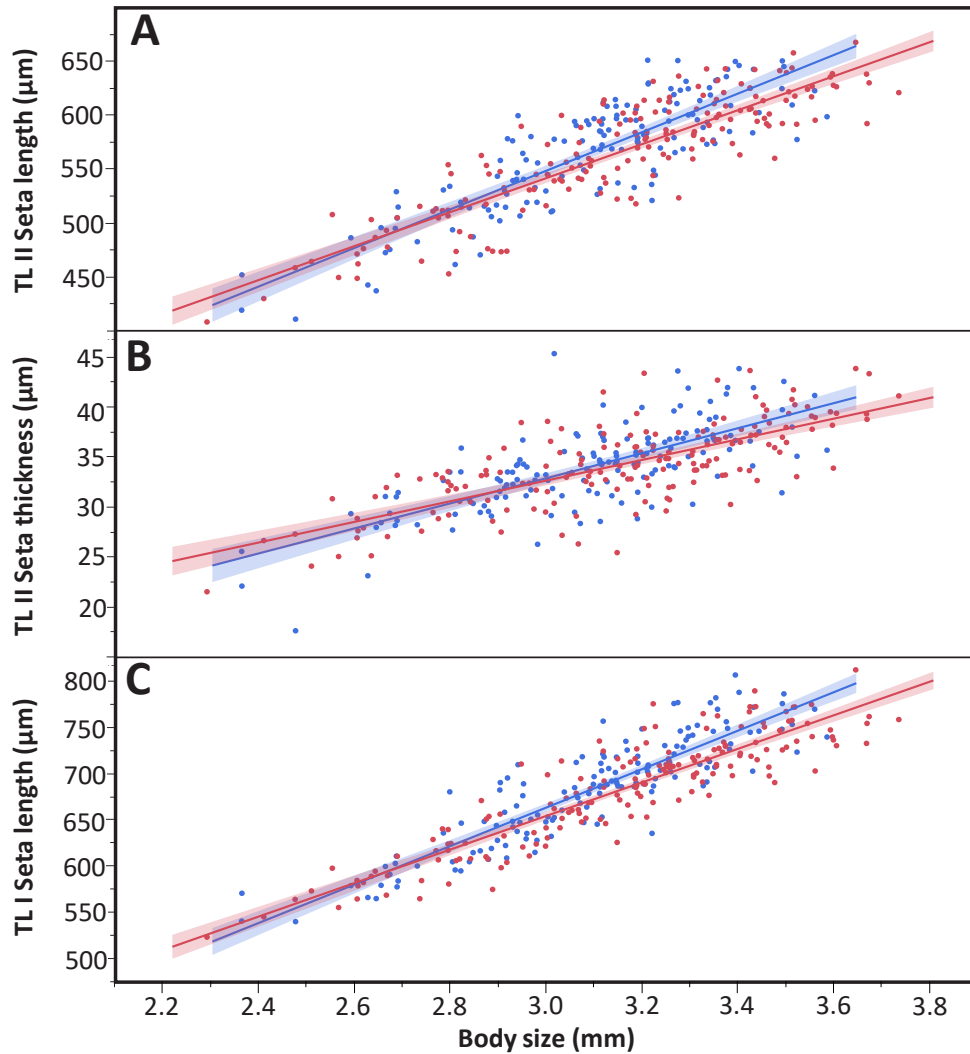 A
TL II Seta length (µm)
650
600
550
500
450
B
TL II Seta thickness (µm)
45
40
35
30
25
20
C
TL I Seta length (µm)
800
750
700
650
600
550
500
2.2 2.4 2.6 2.8 3.0 3.2 3.4 3.6 3.8
Body size (mm)